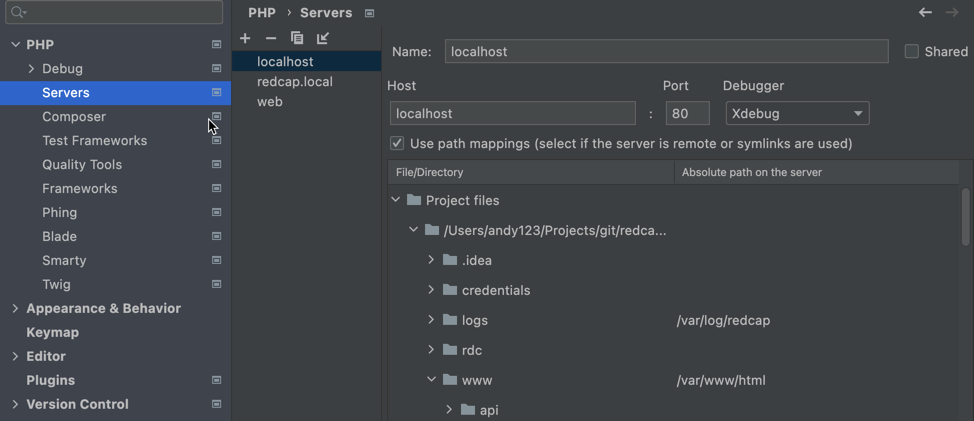 PHP › Servers
PHP
Debug
Servers
Composer
Test Frameworks
Quality Tools
Frameworks
Phing
Blade
Smarty
Twig
Appearance & Behavior
Keymap
Editor
Plugins
Version Control
localhost
redcap.local
web
Name: localhost Shared
Host Port Debugger
localhost : 80 Xdebug
Use path mappings (select if the server is remote or symlinks are used)
File/Directory Absolute path on the server
Project files
/Users/andy123/Projects/git/redca...
.idea
credentials
logs /var/log/redcap
rdc
www /var/www/html
api